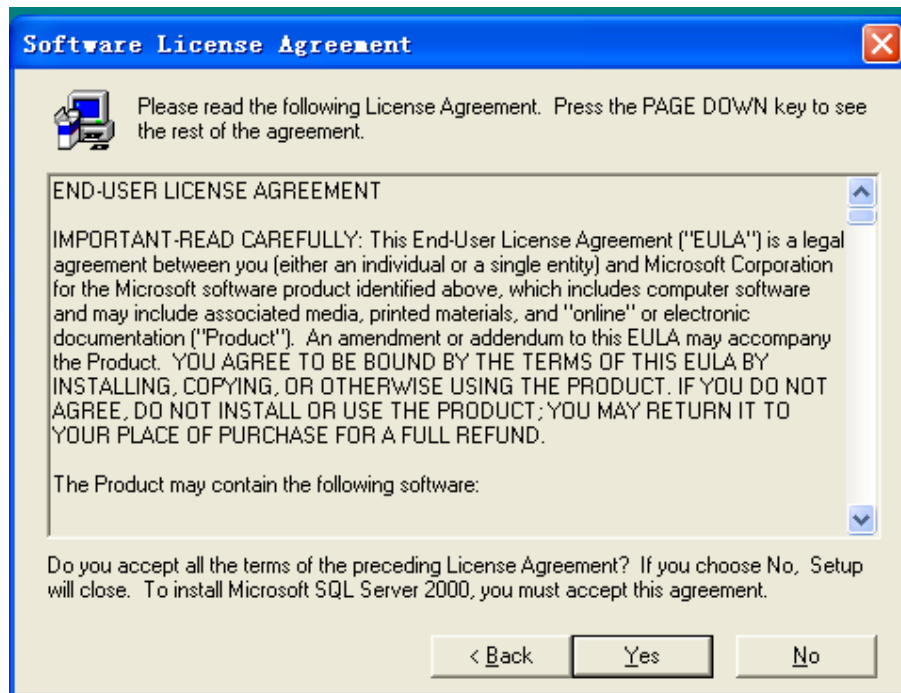 Software License Agreement
Please read the following License Agreement.  Press the PAGE DOWN key to see
the rest of the agreement.
END-USER LICENSE AGREEMENT
IMPORTANT-READ CAREFULLY: This End-User License Agreement ("EULA") is a legal
agreement between you (either an individual or a single entity) and Microsoft Corporation
for the Microsoft software product identified above, which includes computer software
and may include associated media, printed materials, and "online" or electronic
documentation ("Product").  An amendment or addendum to this EULA may accompany
the Product.  YOU AGREE TO BE BOUND BY THE TERMS OF THIS EULA BY
INSTALLING, COPYING, OR OTHERWISE USING THE PRODUCT. IF YOU DO NOT
AGREE, DO NOT INSTALL OR USE THE PRODUCT; YOU MAY RETURN IT TO
YOUR PLACE OF PURCHASE FOR A FULL REFUND.
The Product may contain the following software:
Do you accept all the terms of the preceding License Agreement?  If you choose No,  Setup
will close.  To install Microsoft SQL Server 2000, you must accept this agreement.
< Back
Yes
No